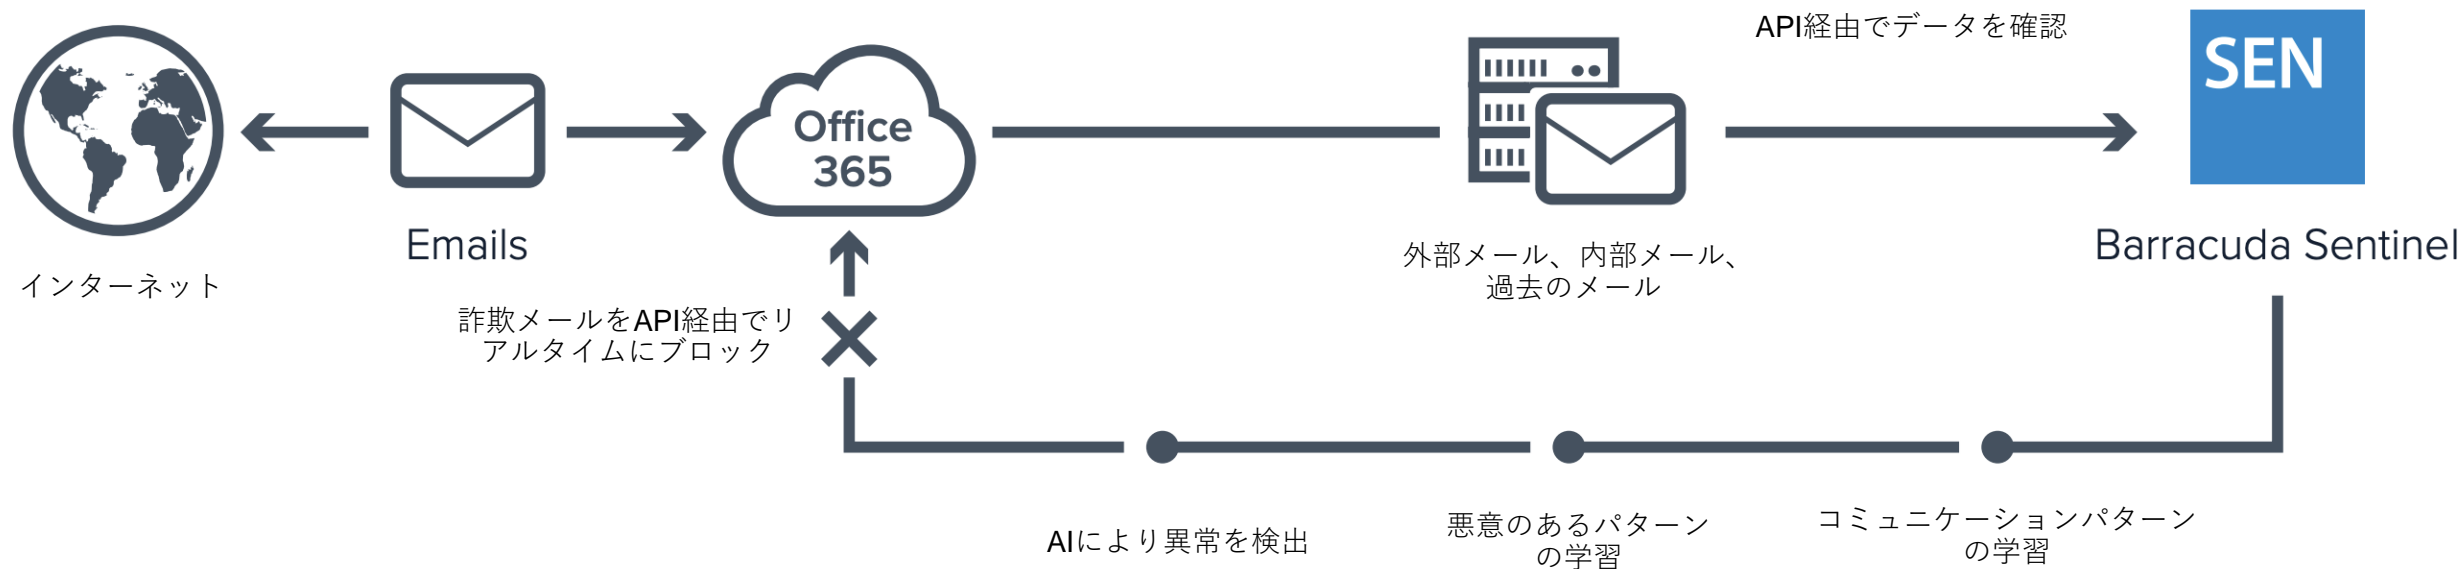 API経由でデータを確認
SEN
Office
365
Emails
Barracuda Sentinel
インターネット
外部メール、内部メール、
過去のメール
詐欺メールをAPI経由でリ
アルタイムにブロック
AIにより異常を検出
悪意のあるパターン
の学習
コミュニケーションパターン
の学習